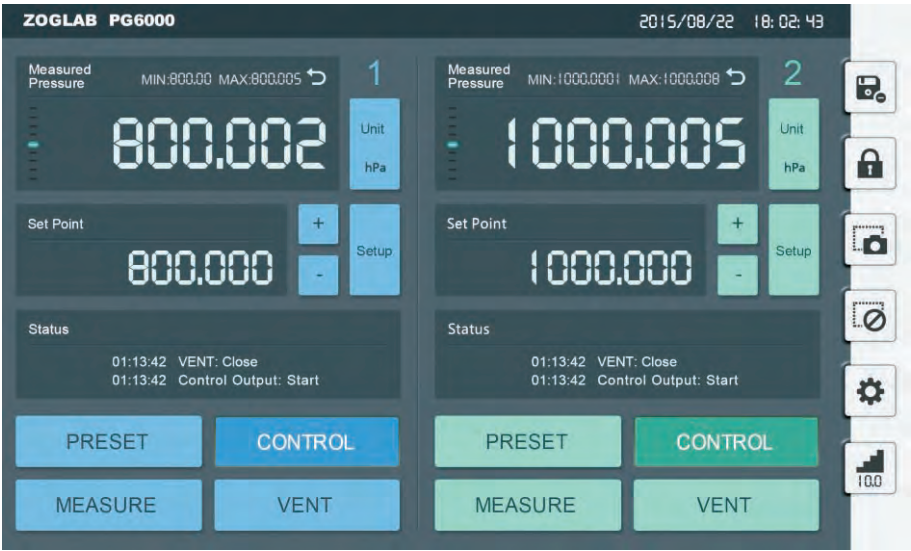 ZOGLAB PG6000
2015/08/22 18:02:43
Measured Pressure
MIN:800.00 MAX:800.005
1
800.002
Unit
hPa
Set Point
800.000
+
-
Setup
Status
01:13:42 VENT: Close
01:13:42 Control Output: Start
PRESET
CONTROL
MEASURE
VENT
Measured Pressure
MIN:1000.0001 MAX:1000.008
2
1000.005
Unit
hPa
Set Point
1000.000
+
-
Setup
Status
01:13:42 VENT: Close
01:13:42 Control Output: Start
PRESET
CONTROL
MEASURE
VENT
10.0